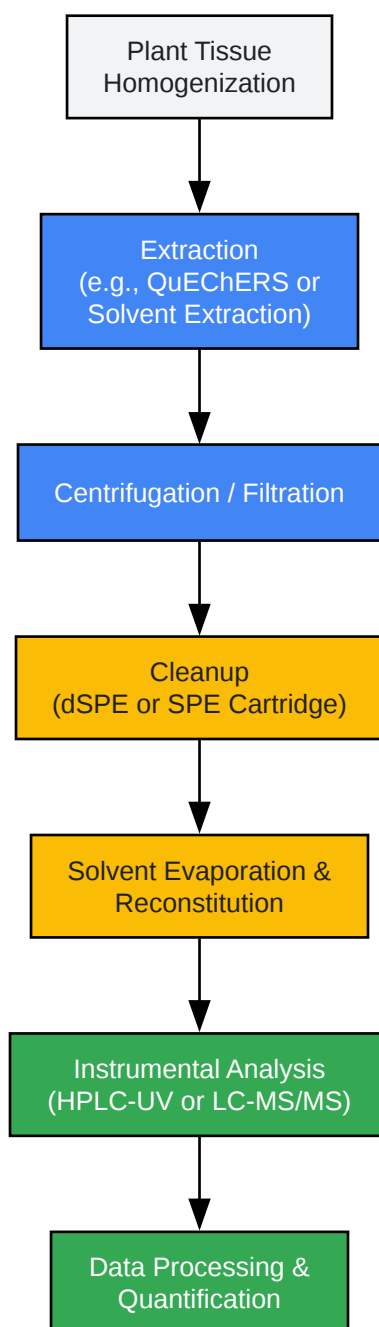 Plant Tissue
Homogenization
Extraction
(e.g., QuEChERS or
Solvent Extraction)
Centrifugation / Filtration
Cleanup
(dSPE or SPE Cartridge)
Solvent Evaporation &
Reconstitution
Instrumental Analysis
(HPLC-UV or LC-MS/MS)
Data Processing &
Quantification